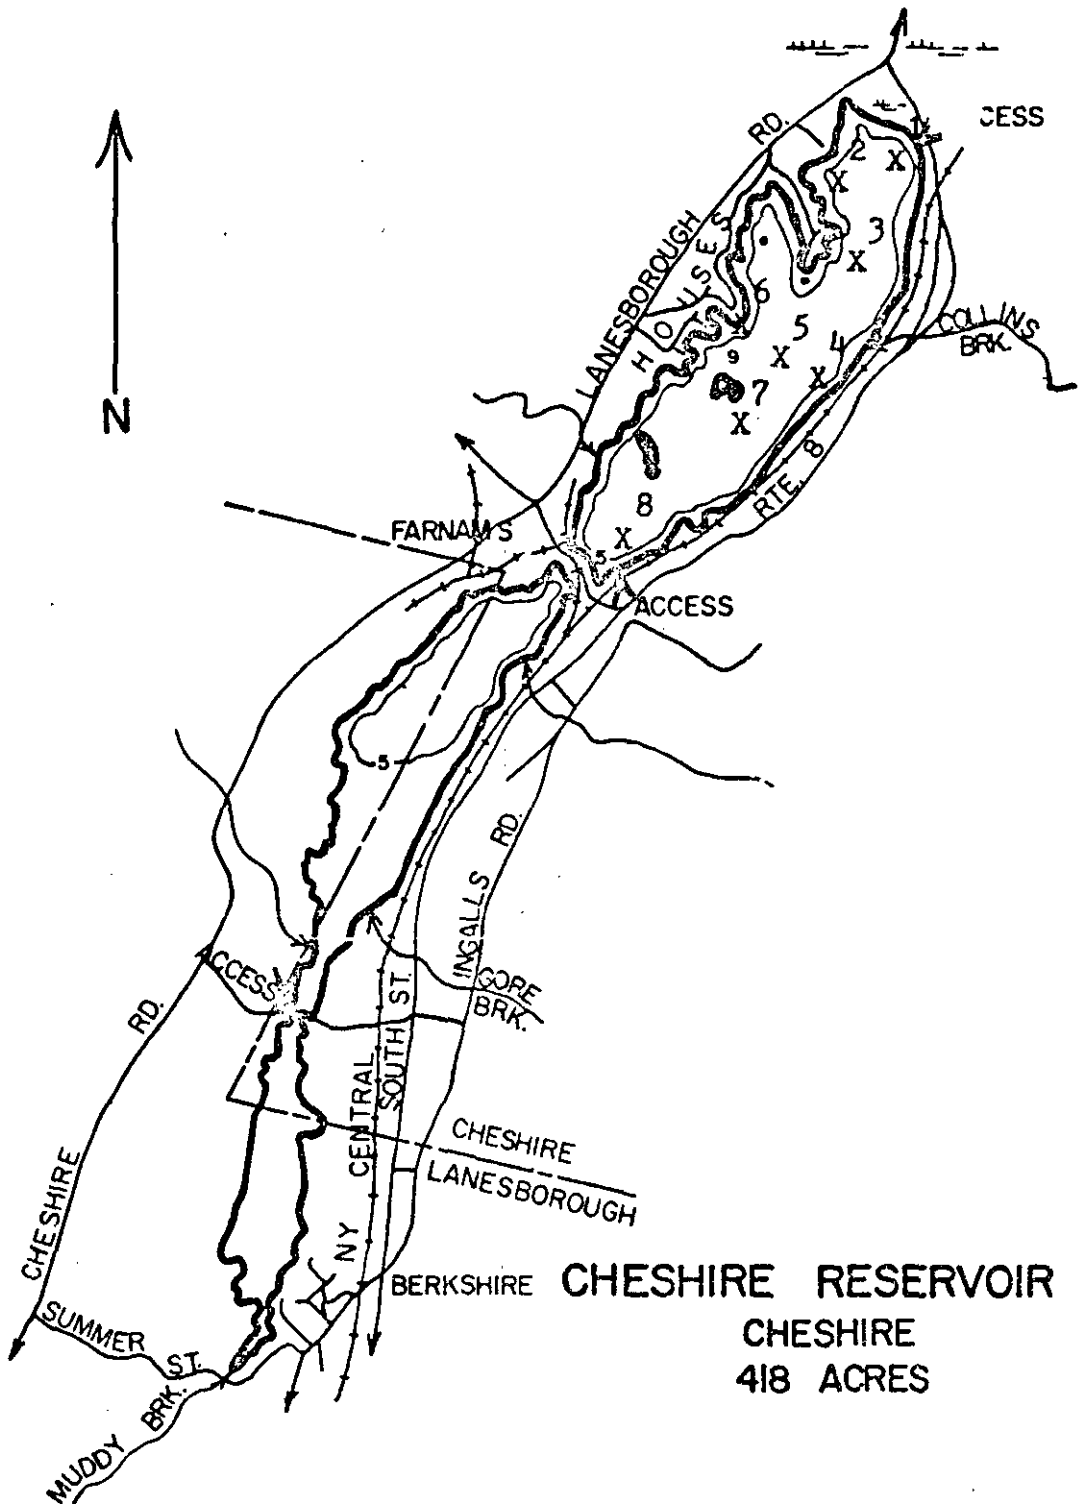 CESS
RD.
1
2
X
X
3
X
LANESBOROUGH
HOUSES
6
5
X
4
X
COLLINS
BRK.
9
7
X
N
8
X
RTE. 8
FARNAMS
5
ACCESS
5
INGALLS RD.
ACCESS
GORE
BRK.
RD.
SOUTH ST.
NY CENTRAL
CHESHIRE
LANESBOROUGH
CHESHIRE
BERKSHIRE
CHESHIRE RESERVOIR
CHESHIRE
418 ACRES
SUMMER ST.
MUDDY BRK.